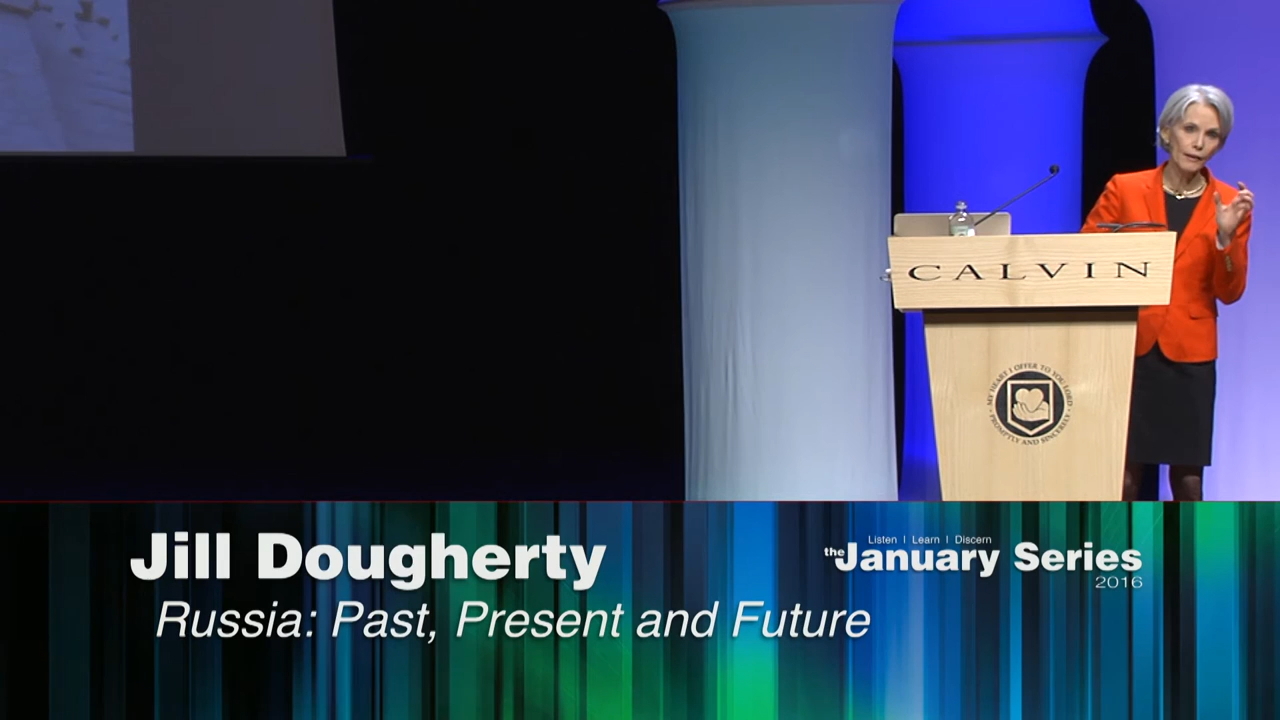 CALVIN
MY HEART I OFFER TO YOU LORD
PROMPTLY AND SINCERELY
Jill Dougherty
Russia: Past, Present and Future
Listen | Learn | Discern
the January Series
2016